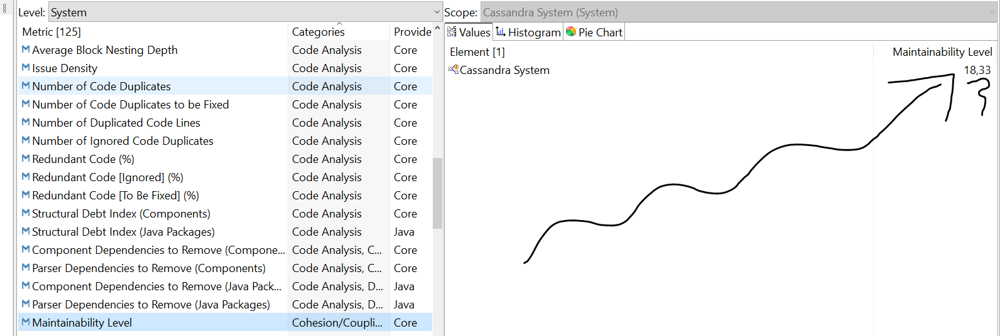 Level: System Scope: Cassandra System (System)
Metric [125] Categories Provide
Values Histogram Pie Chart
Average Block Nesting Depth Code Analysis Core
Element [1] Maintainability Level
Issue Density Code Analysis Core
Cassandra System 18,33
Number of Code Duplicates Code Analysis Core
?
Number of Code Duplicates to be Fixed Code Analysis Core
Number of Duplicated Code Lines Code Analysis Core
Number of Ignored Code Duplicates Code Analysis Core
Redundant Code (%) Code Analysis Core
Redundant Code [Ignored] (%) Code Analysis Core
Redundant Code [To Be Fixed] (%) Code Analysis Core
Structural Debt Index (Components) Code Analysis Core
Structural Debt Index (Java Packages) Code Analysis Java
Component Dependencies to Remove (Compone... Code Analysis, C... Core
Parser Dependencies to Remove (Components) Code Analysis, C... Core
Component Dependencies to Remove (Java Pack... Code Analysis, D... Java
Parser Dependencies to Remove (Java Packages) Code Analysis, D... Java
Maintainability Level Cohesion/Coupli... Core